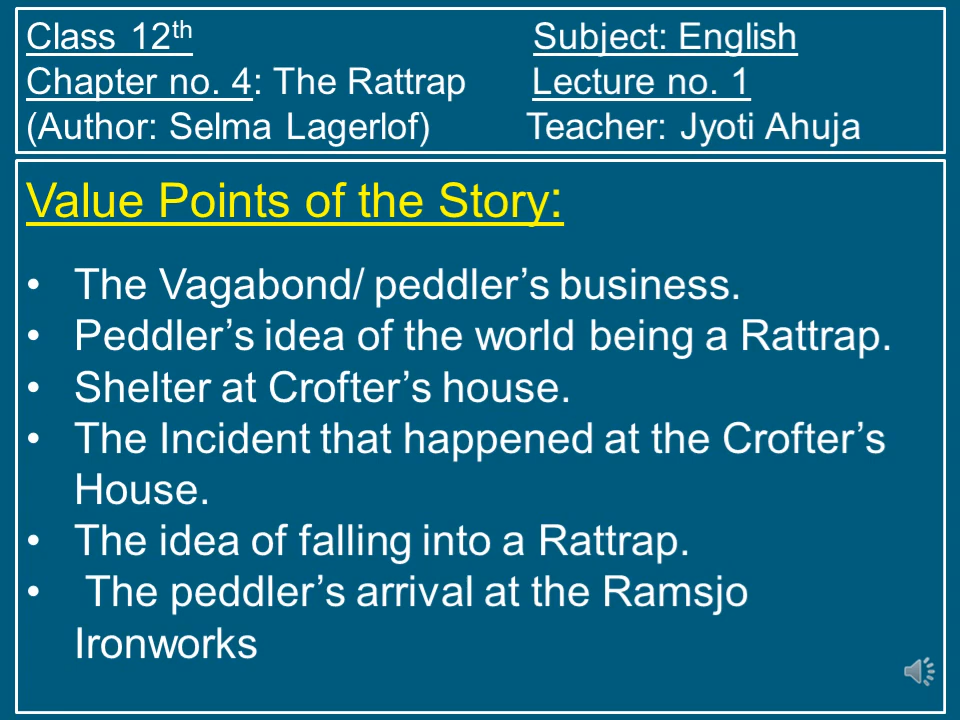 Class 12th Subject: English
Chapter no. 4: The Rattrap Lecture no. 1
(Author: Selma Lagerlof) Teacher: Jyoti Ahuja
Value Points of the Story:
• The Vagabond/ peddler’s business.
• Peddler’s idea of the world being a Rattrap.
• Shelter at Crofter’s house.
• The Incident that happened at the Crofter’s
House.
• The idea of falling into a Rattrap.
• The peddler’s arrival at the Ramsjo
Ironworks